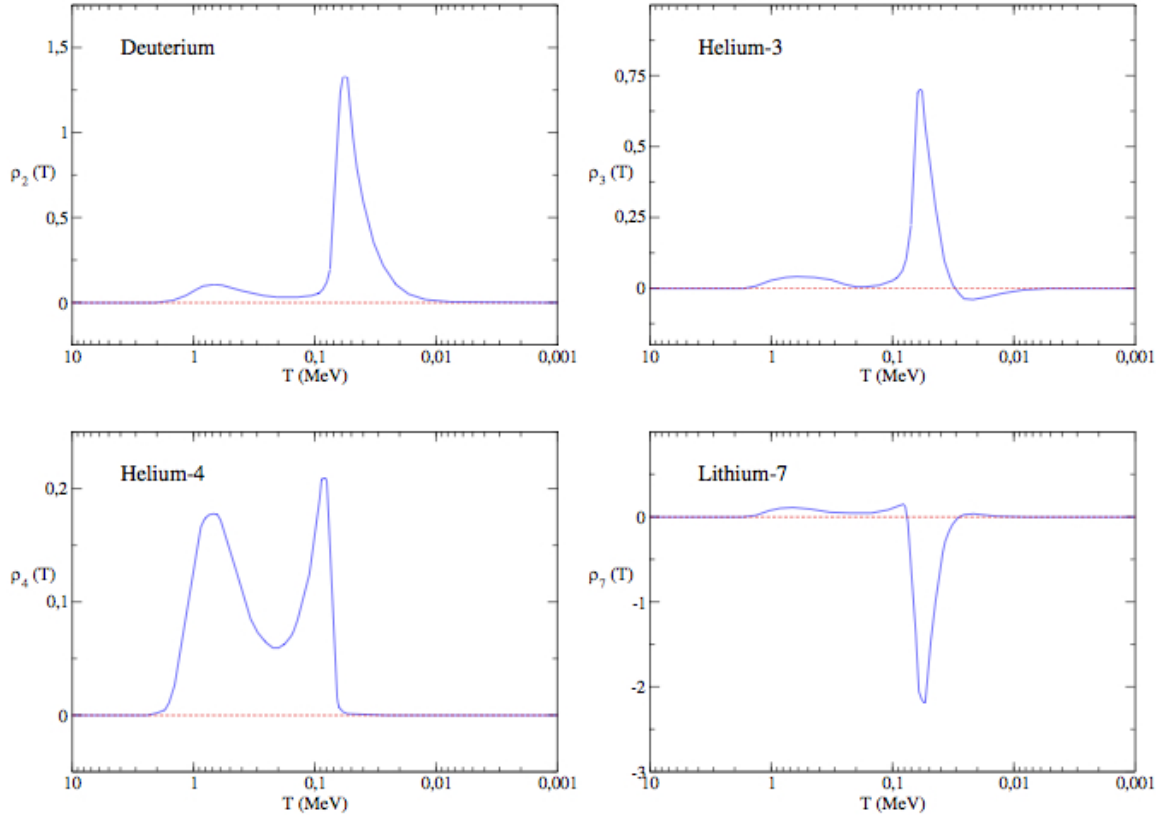 Deuterium
1,5
1
0,5
0
ρ2 (T)
10 1 0,1 0,01 0,001
T (MeV)
Helium-3
0,75
0,5
0,25
0
ρ3 (T)
10 1 0,1 0,01 0,001
T (MeV)
Helium-4
0,2
0,1
0
ρ4 (T)
10 1 0,1 0,01 0,001
T (MeV)
Lithium-7
0
-1
-2
-3
ρ7 (T)
10 1 0,1 0,01 0,001
T (MeV)